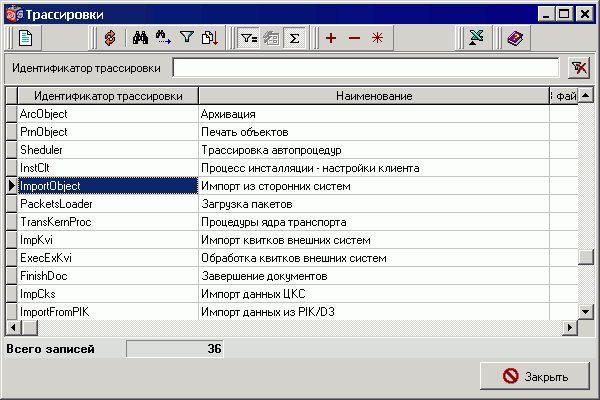 Трассировки
Идентификатор трассировки
Идентификатор трассировки Наименование фай
ArcObject Архивация
PrnObject Печать объектов
Sheduler Трассировка автопроцедур
InstClt Процесс инсталляции - настройки клиента
ImportObject Импорт из сторонних систем
PacketsLoader Загрузка пакетов
TransKernProc Процедуры ядра транспорта
ImpKvi Импорт квитков внешних систем
ExecExKvi Обработка квитков внешних систем
FinishDoc Завершение документов
ImpCks Импорт данных ЦКС
ImportFromPIK Импорт данных из PIK/D3
Всего записей 36
Закрыть